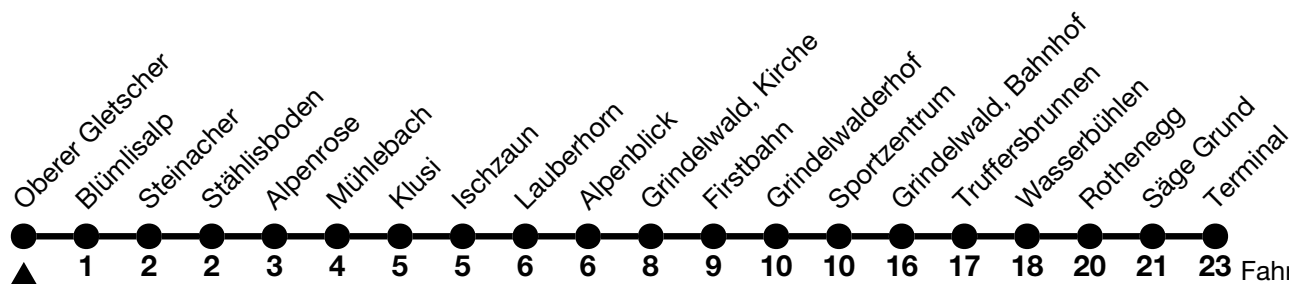 Oberer Gletscher
Blümlisalp
Steinacher
Stählisboden
Alpenrose
Mühlebach
Klusi
Ischzaun
Lauberhorn
Alpenblick
Grindelwald, Kirche
Firstbahn
Grindelwalderhof
Sportzentrum
Grindelwald, Bahnhof
Truffersbrunnen
Wasserbühlen
Rothenegg
Säge Grund
Terminal
1 2 2 3 4 5 5 6 6 8 9 10 10 16 17 18 20 21 23 Fahr